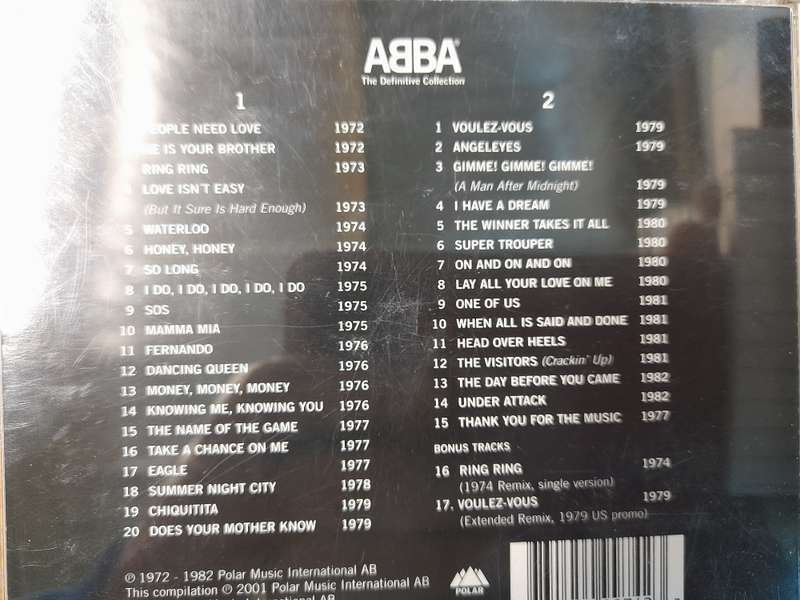 ABBA
The Definitive Collection
1
PEOPLE NEED LOVE 1972
HE IS YOUR BROTHER 1972
RING RING 1973
LOVE ISN'T EASY
(But It Sure Is Hard Enough) 1973
5 WATERLOO 1974
6 HONEY, HONEY 1974
7 SO LONG 1974
8 I DO, I DO, I DO, I DO, I DO 1975
9 SOS 1975
10 MAMMA MIA 1975
11 FERNANDO 1976
12 DANCING QUEEN 1976
13 MONEY, MONEY, MONEY 1976
14 KNOWING ME, KNOWING YOU 1976
15 THE NAME OF THE GAME 1977
16 TAKE A CHANCE ON ME 1977
17 EAGLE 1977
18 SUMMER NIGHT CITY 1978
19 CHIQUITITA 1979
20 DOES YOUR MOTHER KNOW 1979
2
1 VOULEZ-VOUS 1979
2 ANGELEYES 1979
3 GIMME! GIMME! GIMME!
(A Man After Midnight) 1979
4 I HAVE A DREAM 1979
5 THE WINNER TAKES IT ALL 1980
6 SUPER TROUPER 1980
7 ON AND ON AND ON 1980
8 LAY ALL YOUR LOVE ON ME 1980
9 ONE OF US 1981
10 WHEN ALL IS SAID AND DONE 1981
11 HEAD OVER HEELS 1981
12 THE VISITORS (Crackin' Up) 1981
13 THE DAY BEFORE YOU CAME 1982
14 UNDER ATTACK 1982
15 THANK YOU FOR THE MUSIC 1977
BONUS TRACKS
16 RING RING 1974
(1974 Remix, single version)
17. VOULEZ-VOUS 1979
(Extended Remix, 1979 US promo)
℗ 1972 - 1982 Polar Music International AB
This compilation ℗ 2001 Polar Music International AB
POLAR